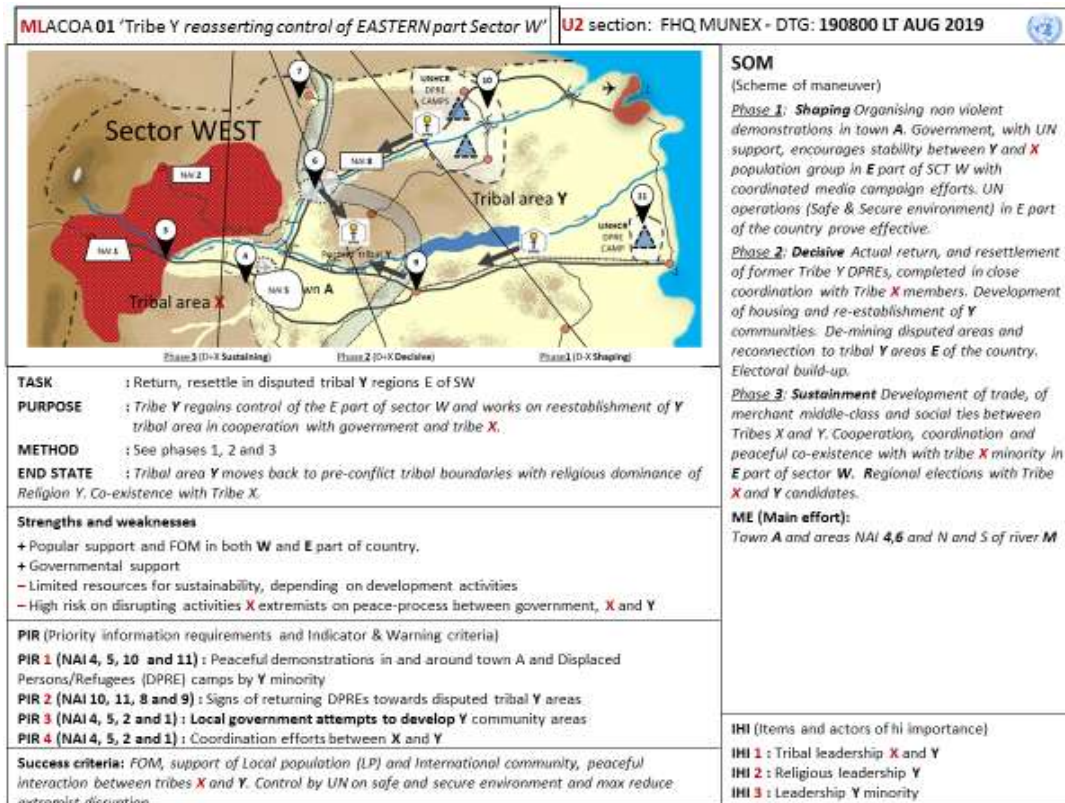 MLACOA 01 'Tribe Y reasserting control of EASTERN part Sector W'
U2 section: FHQ MUNEX - DTG: 190800 LT AUG 2019
7
UNHCR
DPRE
CAMPS
10
Sector WEST
6
NAI 8
NAI 2
Tribal area Y
11
UNHCR
DPRE
CAMP
NAI 1
4
9
NAI 5
wn A
Tribal area X
Phase 3 (D+X Sustaining)
Phase 2 (D+X Decisive)
Phase1 (D-X Shaping)
TASK : Return, resettle in disputed tribal Y regions E of SW
PURPOSE : Tribe Y regains control of the E part of sector W and works on reestablishment of Y
tribal area in cooperation with government and tribe X.
METHOD : See phases 1, 2 and 3
END STATE : Tribal area Y moves back to pre-conflict tribal boundaries with religious dominance of
Religion Y. Co-existence with Tribe X.
Strengths and weaknesses
+ Popular support and FOM in both W and E part of country.
+ Governmental support
– Limited resources for sustainability, depending on development activities
– High risk on disrupting activities X extremists on peace-process between government, X and Y
PIR (Priority information requirements and Indicator & Warning criteria)
PIR 1 (NAI 4, 5, 10 and 11) : Peaceful demonstrations in and around town A and Displaced
Persons/Refugees (DPRE) camps by Y minority
PIR 2 (NAI 10, 11, 8 and 9) : Signs of returning DPREs towards disputed tribal Y areas
PIR 3 (NAI 4, 5, 2 and 1) : Local government attempts to develop Y community areas
PIR 4 (NAI 4, 5, 2 and 1) : Coordination efforts between X and Y
Success criteria: FOM, support of Local population (LP) and International community, peaceful
interaction between tribes X and Y. Control by UN on safe and secure environment and max reduce
extremist disruption
SOM
(Scheme of maneuver)
Phase 1: Shaping Organising non violent
demonstrations in town A. Government, with UN
support, encourages stability between Y and X
population group in E part of SCT W with
coordinated media campaign efforts. UN
operations (Safe & Secure environment) in E part
of the country prove effective.
Phase 2: Decisive Actual return, and resettlement
of former Tribe Y DPREs, completed in close
coordination with Tribe X members. Development
of housing and re-establishment of Y
communities. De-mining disputed areas and
reconnection to tribal Y areas E of the country.
Electoral build-up.
Phase 3: Sustainment Development of trade, of
merchant middle-class and social ties between
Tribes X and Y. Cooperation, coordination and
peaceful co-existence with with tribe X minority in
E part of sector W. Regional elections with Tribe
X and Y candidates.
ME (Main effort):
Town A and areas NAI 4,6 and N and S of river M
IHI (Items and actors of hi importance)
IHI 1 : Tribal leadership X and Y
IHI 2 : Religious leadership Y
IHI 3 : Leadership Y minority